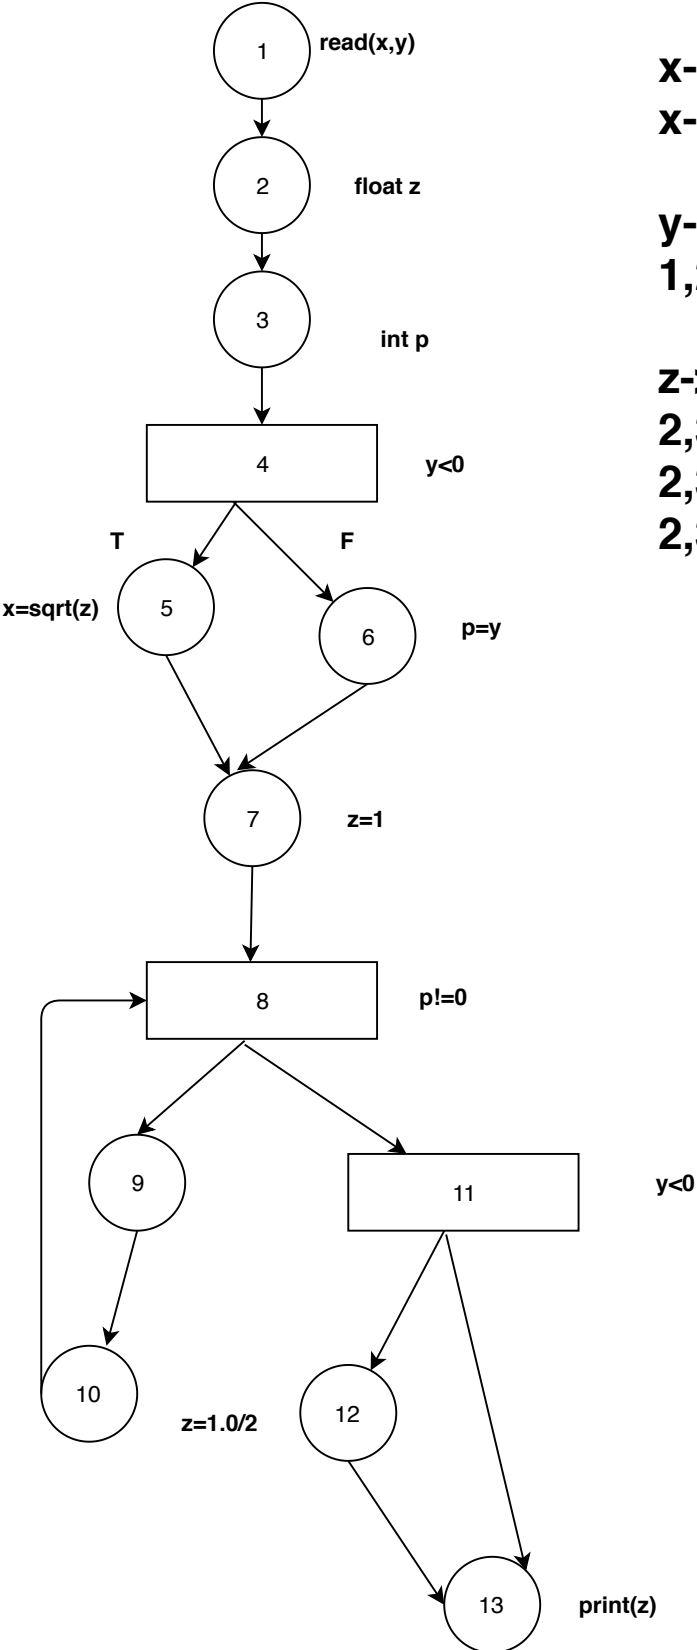 1
read(x,y)
x-
x-
2
float z
y-
1,
3
int p
z-
2,
4
y<0
2,
2,
T
F
x=sqrt(z)
5
6
p=y
7
z=1
8
p!=0
9
11
y<0
10
z=1.0/2
12
13
print(z)